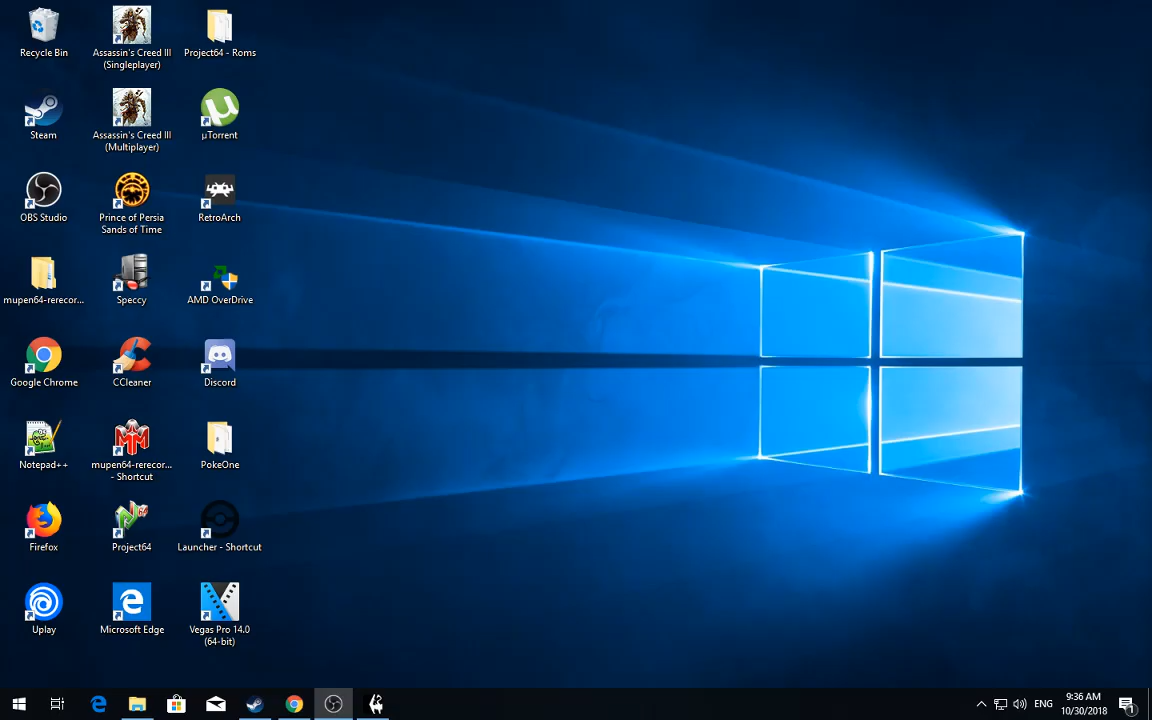 Recycle Bin
Assassin's Creed III
(Singleplayer)
Project64 - Roms
Steam
Assassin's Creed III
(Multiplayer)
µTorrent
OBS Studio
Prince of Persia
Sands of Time
RetroArch
mupen64-rerecor...
Speccy
AMD OverDrive
Google Chrome
CCleaner
Discord
Notepad++
mupen64-rerecor...
- Shortcut
PokeOne
Firefox
Project64
Launcher - Shortcut
Uplay
Microsoft Edge
Vegas Pro 14.0
(64-bit)
ENG
9:36 AM
10/30/2018
1